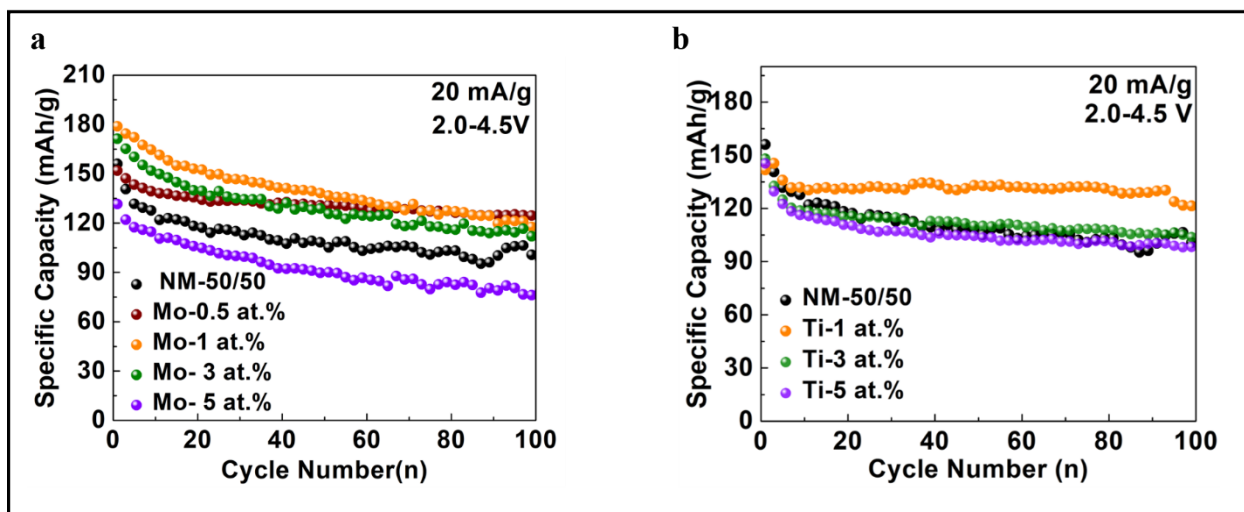 a
210
180
150
120
90
60
30
0
Specific Capacity (mAh/g)
20 mA/g
2.0-4.5V
NM-50/50
Mo-0.5 at.%
Mo-1 at.%
Mo- 3 at.%
Mo- 5 at.%
0 20 40 60 80 100
Cycle Number(n)
b
180
150
120
90
60
30
0
Specific Capacity (mAh/g)
20 mA/g
2.0-4.5 V
NM-50/50
Ti-1 at.%
Ti-3 at.%
Ti-5 at.%
0 20 40 60 80 100
Cycle Number (n)